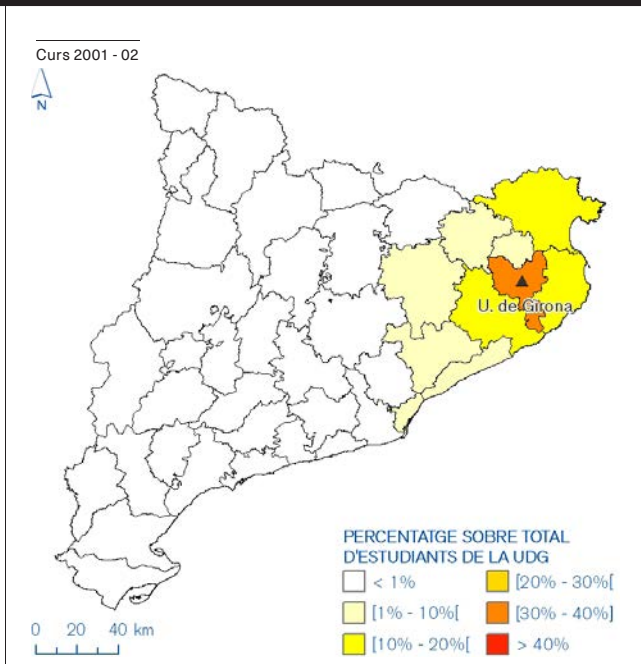 Curs 2001 - 02
N
U. de Girona
PERCENTATGE SOBRE TOTAL
D'ESTUDIANTS DE LA UDG
< 1%
[20% - 30%[
[1% - 10%[
[30% - 40%]
[10% - 20%[
> 40%
0 20 40 km